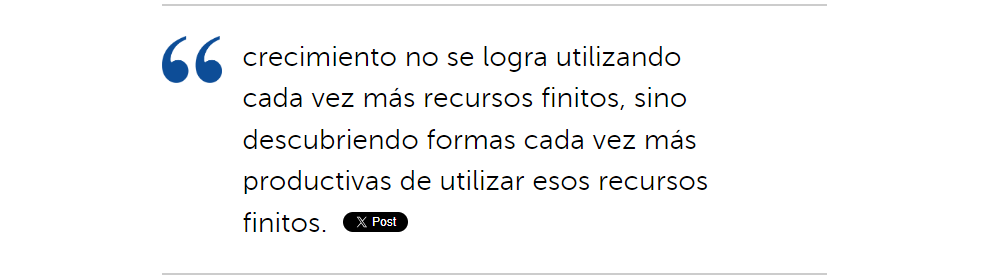 “ crecimiento no se logra utilizando
cada vez más recursos finitos, sino
descubriendo formas cada vez más
productivas de utilizar esos recursos
finitos. X Post